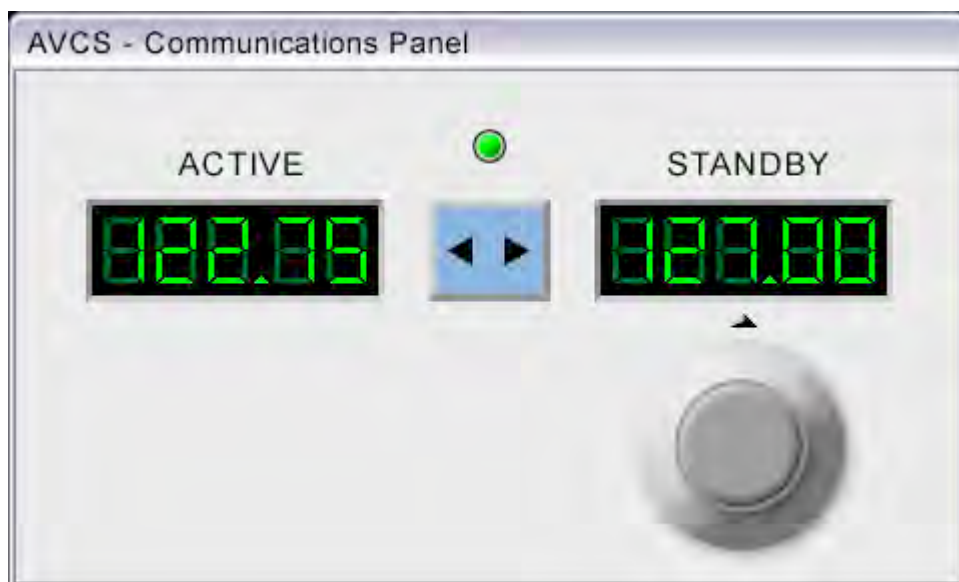 AVCS - Communications Panel
ACTIVE
STANDBY
122.75
127.00